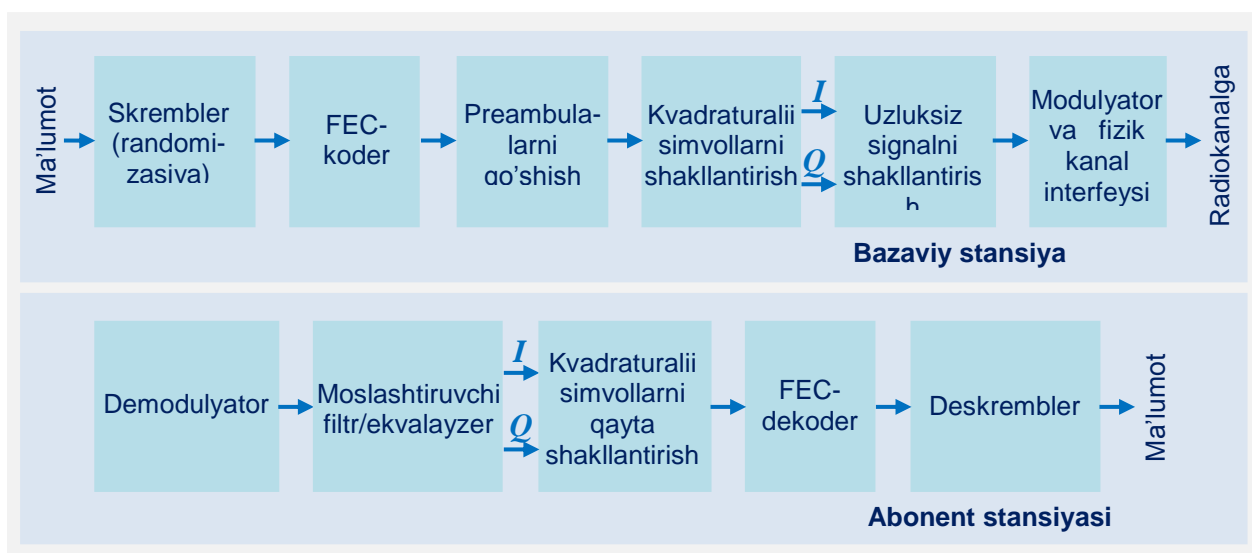 Ma'lumot
Skrembler
(randomi-
zasiva)
FEC-
koder
Preambula-
larni
qo'shish
Kvadraturalii
simvollarni
shakllantirish
I
Q
Uzluksiz
signalni
shakllantiris
h
Modulyator
va fizik
kanal
interfeysi
Radiokanalga
Bazaviy stansiya
Demodulyator
Moslashtiruvchi
filtr/ekvalayzer
I
Q
Kvadraturalii
simvollarni
qayta
shakllantirish
FEC-
dekoder
Deskrembler
Ma'lumot
Abonent stansiyasi